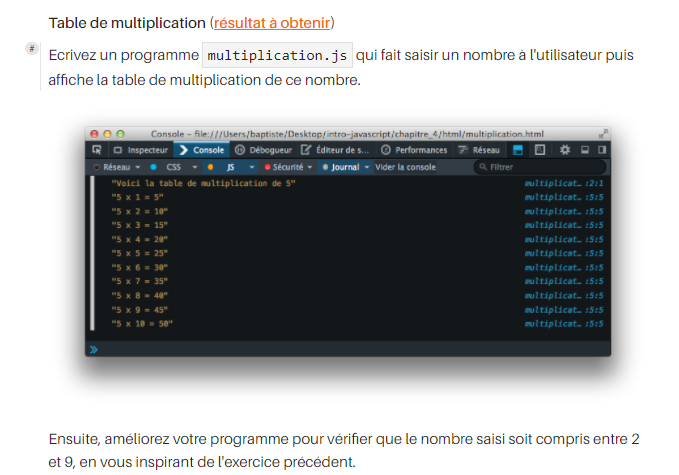 Table de multiplication (résultat à obtenir)
#
Ecrivez un programme multiplication.js qui fait saisir un nombre à l'utilisateur puis
affiche la table de multiplication de ce nombre.
Console - file:///Users/baptiste/Desktop/intro-javascript/chapitre_4/html/multiplication.html
Inspecteur Console Débogueur Éditeur de s... Performances Réseau
Réseau CSS JS Sécurité Journal Vider la console Filtrer
"Voici la table de multiplication de 5" multiplicat… :2:1
"5 x 1 = 5" multiplicat… :5:5
"5 x 2 = 10" multiplicat… :5:5
"5 x 3 = 15" multiplicat… :5:5
"5 x 4 = 20" multiplicat… :5:5
"5 x 5 = 25" multiplicat… :5:5
"5 x 6 = 30" multiplicat… :5:5
"5 x 7 = 35" multiplicat… :5:5
"5 x 8 = 40" multiplicat… :5:5
"5 x 9 = 45" multiplicat… :5:5
"5 x 10 = 50" multiplicat… :5:5
»
Ensuite, améliorez votre programme pour vérifier que le nombre saisi soit compris entre 2
et 9, en vous inspirant de l'exercice précédent.